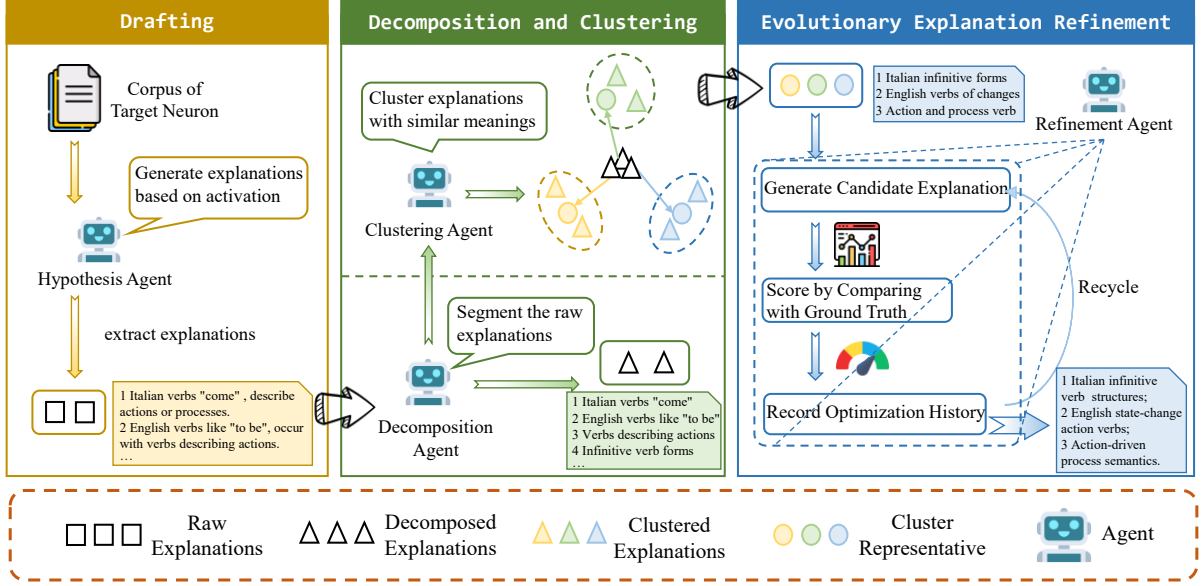 Drafting
Corpus of
Target Neuron
Generate explanations
based on activation
Hypothesis Agent
extract explanations
1 Italian verbs "come" , describe
actions or processes.
2 English verbs like "to be", occur
with verbs describing actions.
…
Decomposition and Clustering
Cluster explanations
with similar meanings
Clustering Agent
Segment the raw
explanations
Decomposition
Agent
1 Italian verbs "come"
2 English verbs like "to be"
3 Verbs describing actions
4 Infinitive verb forms
…
Evolutionary Explanation Refinement
1 Italian infinitive forms
2 English verbs of changes
3 Action and process verb
Refinement Agent
Generate Candidate Explanation
Score by Comparing
with Ground Truth
Recycle
Record Optimization History
1 Italian infinitive
verb structures;
2 English state-change
action verbs;
3 Action-driven
process semantics.
Raw
Explanations
Decomposed
Explanations
Clustered
Explanations
Cluster
Representative
Agent